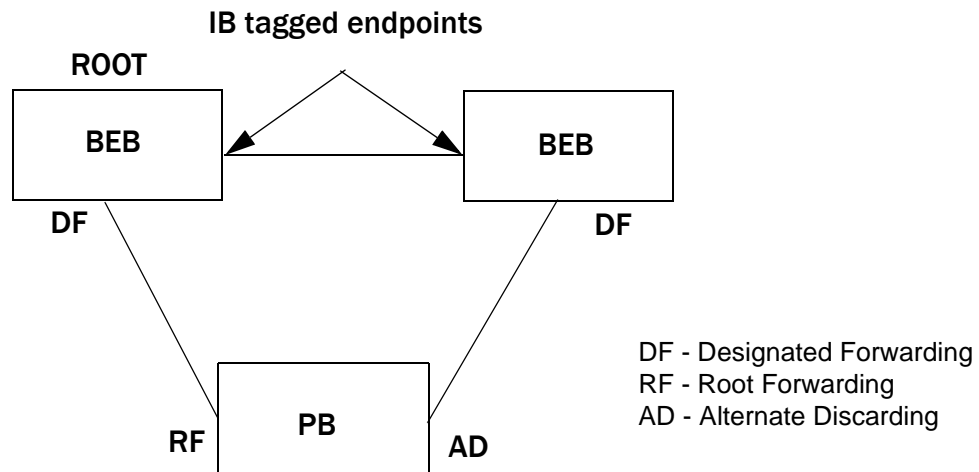 IB tagged endpoints
ROOT
BEB
BEB
DF
DF
DF - Designated Forwarding
RF - Root Forwarding
AD - Alternate Discarding
RF
PB
AD